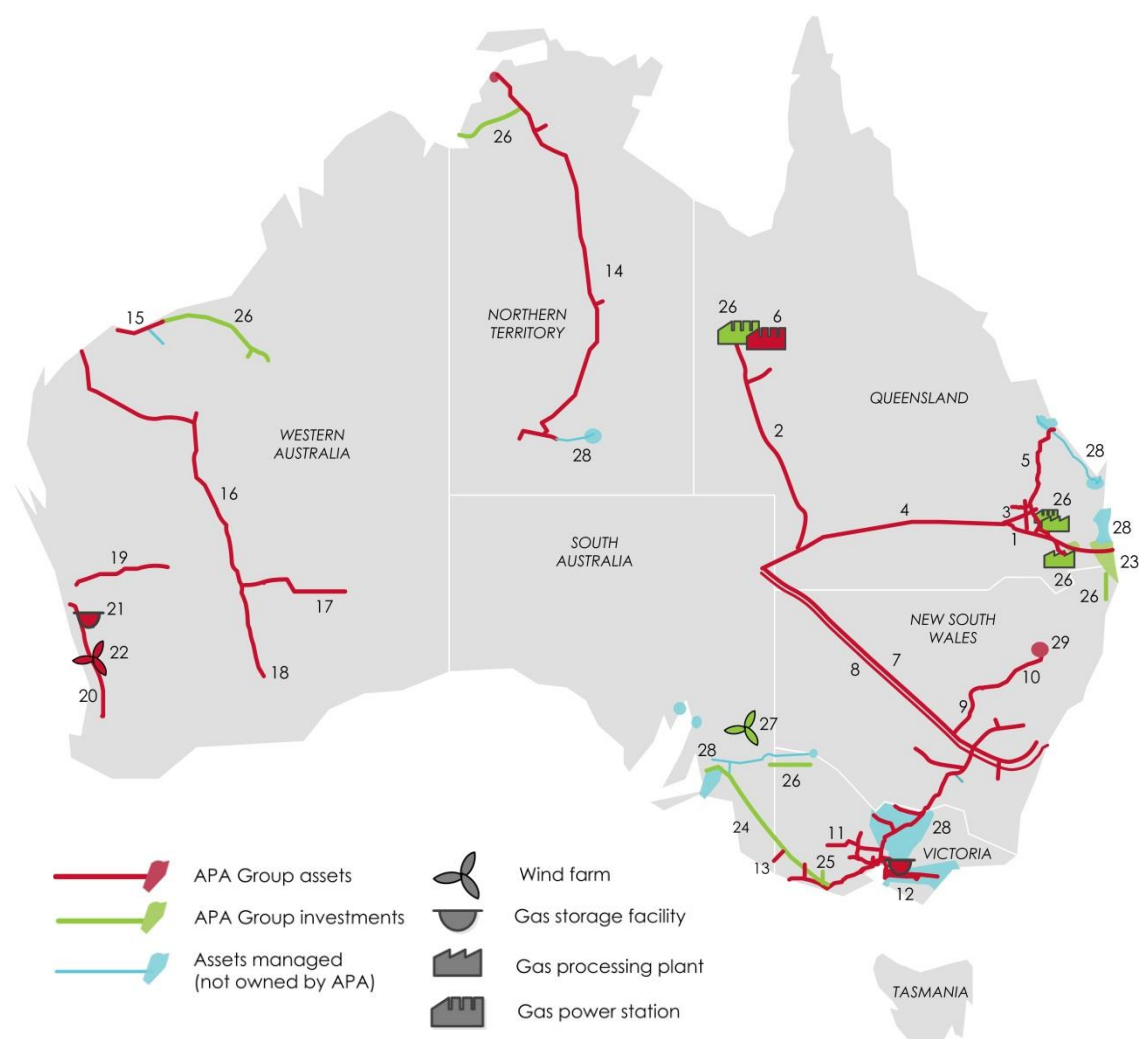 26
14
NORTHERN
TERRITORY
26
6
15
26
QUEENSLAND
WESTERN
AUSTRALIA
2
28
5
28
16
4
3
26
1
28
SOUTH
AUSTRALIA
23
19
17
26
26
21
NEW SOUTH
WALES
22
29
7
8
10
18
20
9
27
28
26
24
11
28
25
VICTORIA
13
12
APA Group assets
Wind farm
APA Group investments
Gas storage facility
Assets managed
(not owned by APA)
Gas processing plant
Gas power station
TASMANIA